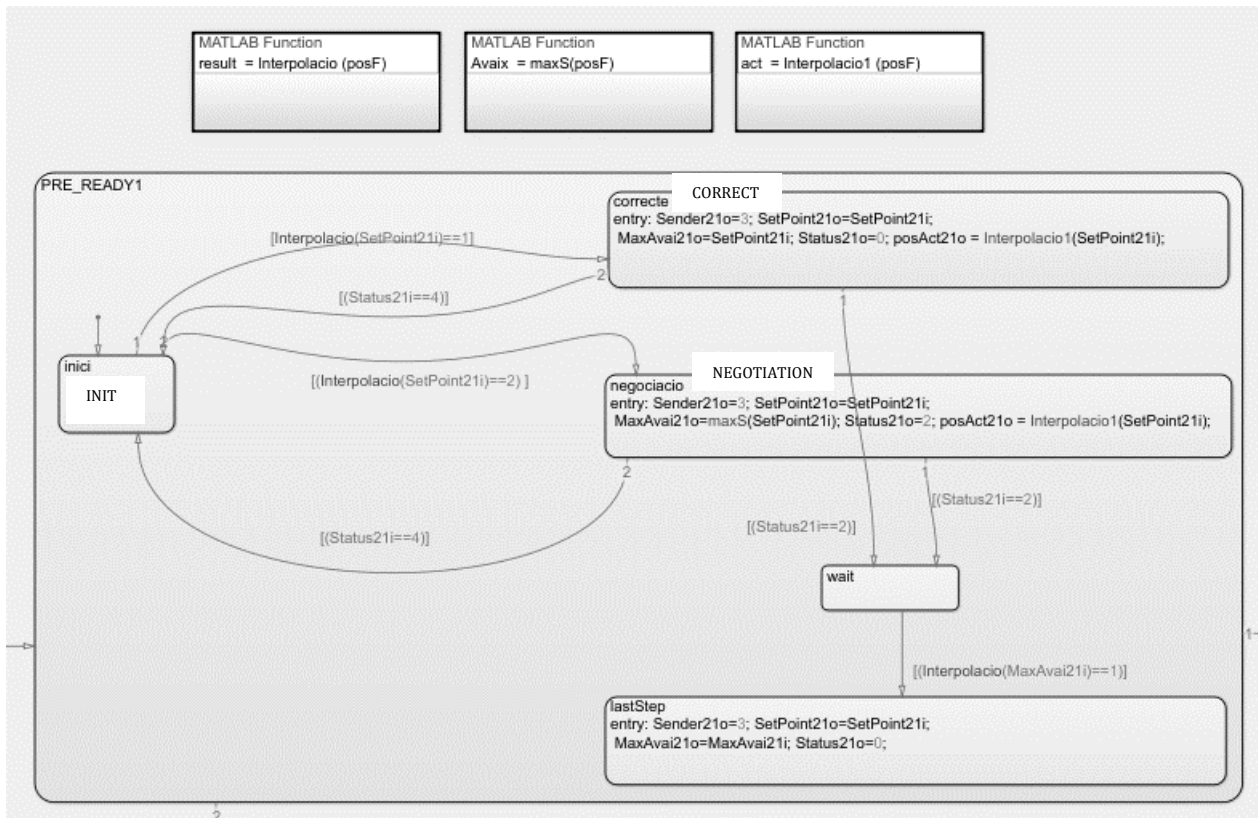 MATLAB Function
result = Interpolacio (posF)
MATLAB Function
Avaix = maxS(posF)
MATLAB Function
act = Interpolacio1 (posF)
PRE_READY1
CORRECT
correcte
entry: Sender21o=3; SetPoint21o=SetPoint21i;
MaxAvai21o=SetPoint21i; Status21o=0; posAct21o = Interpolacio1(SetPoint21i);
[Interpolacio(SetPoint21i)==1]
2
[(Status21i==4)]
1
1
inici
INIT
[(Interpolacio(SetPoint21i)==2) ]
NEGOTIATION
negociacio
entry: Sender21o=3; SetPoint21o=SetPoint21i;
MaxAvai21o=maxS(SetPoint21i); Status21o=2; posAct21o = Interpolacio1(SetPoint21i);
2
1
[(Status21i==2)]
[(Status21i==2)]
[(Status21i==4)]
wait
1
[(Interpolacio(MaxAvai21i)==1)]
lastStep
entry: Sender21o=3; SetPoint21o=SetPoint21i;
MaxAvai21o=MaxAvai21i; Status21o=0;
2